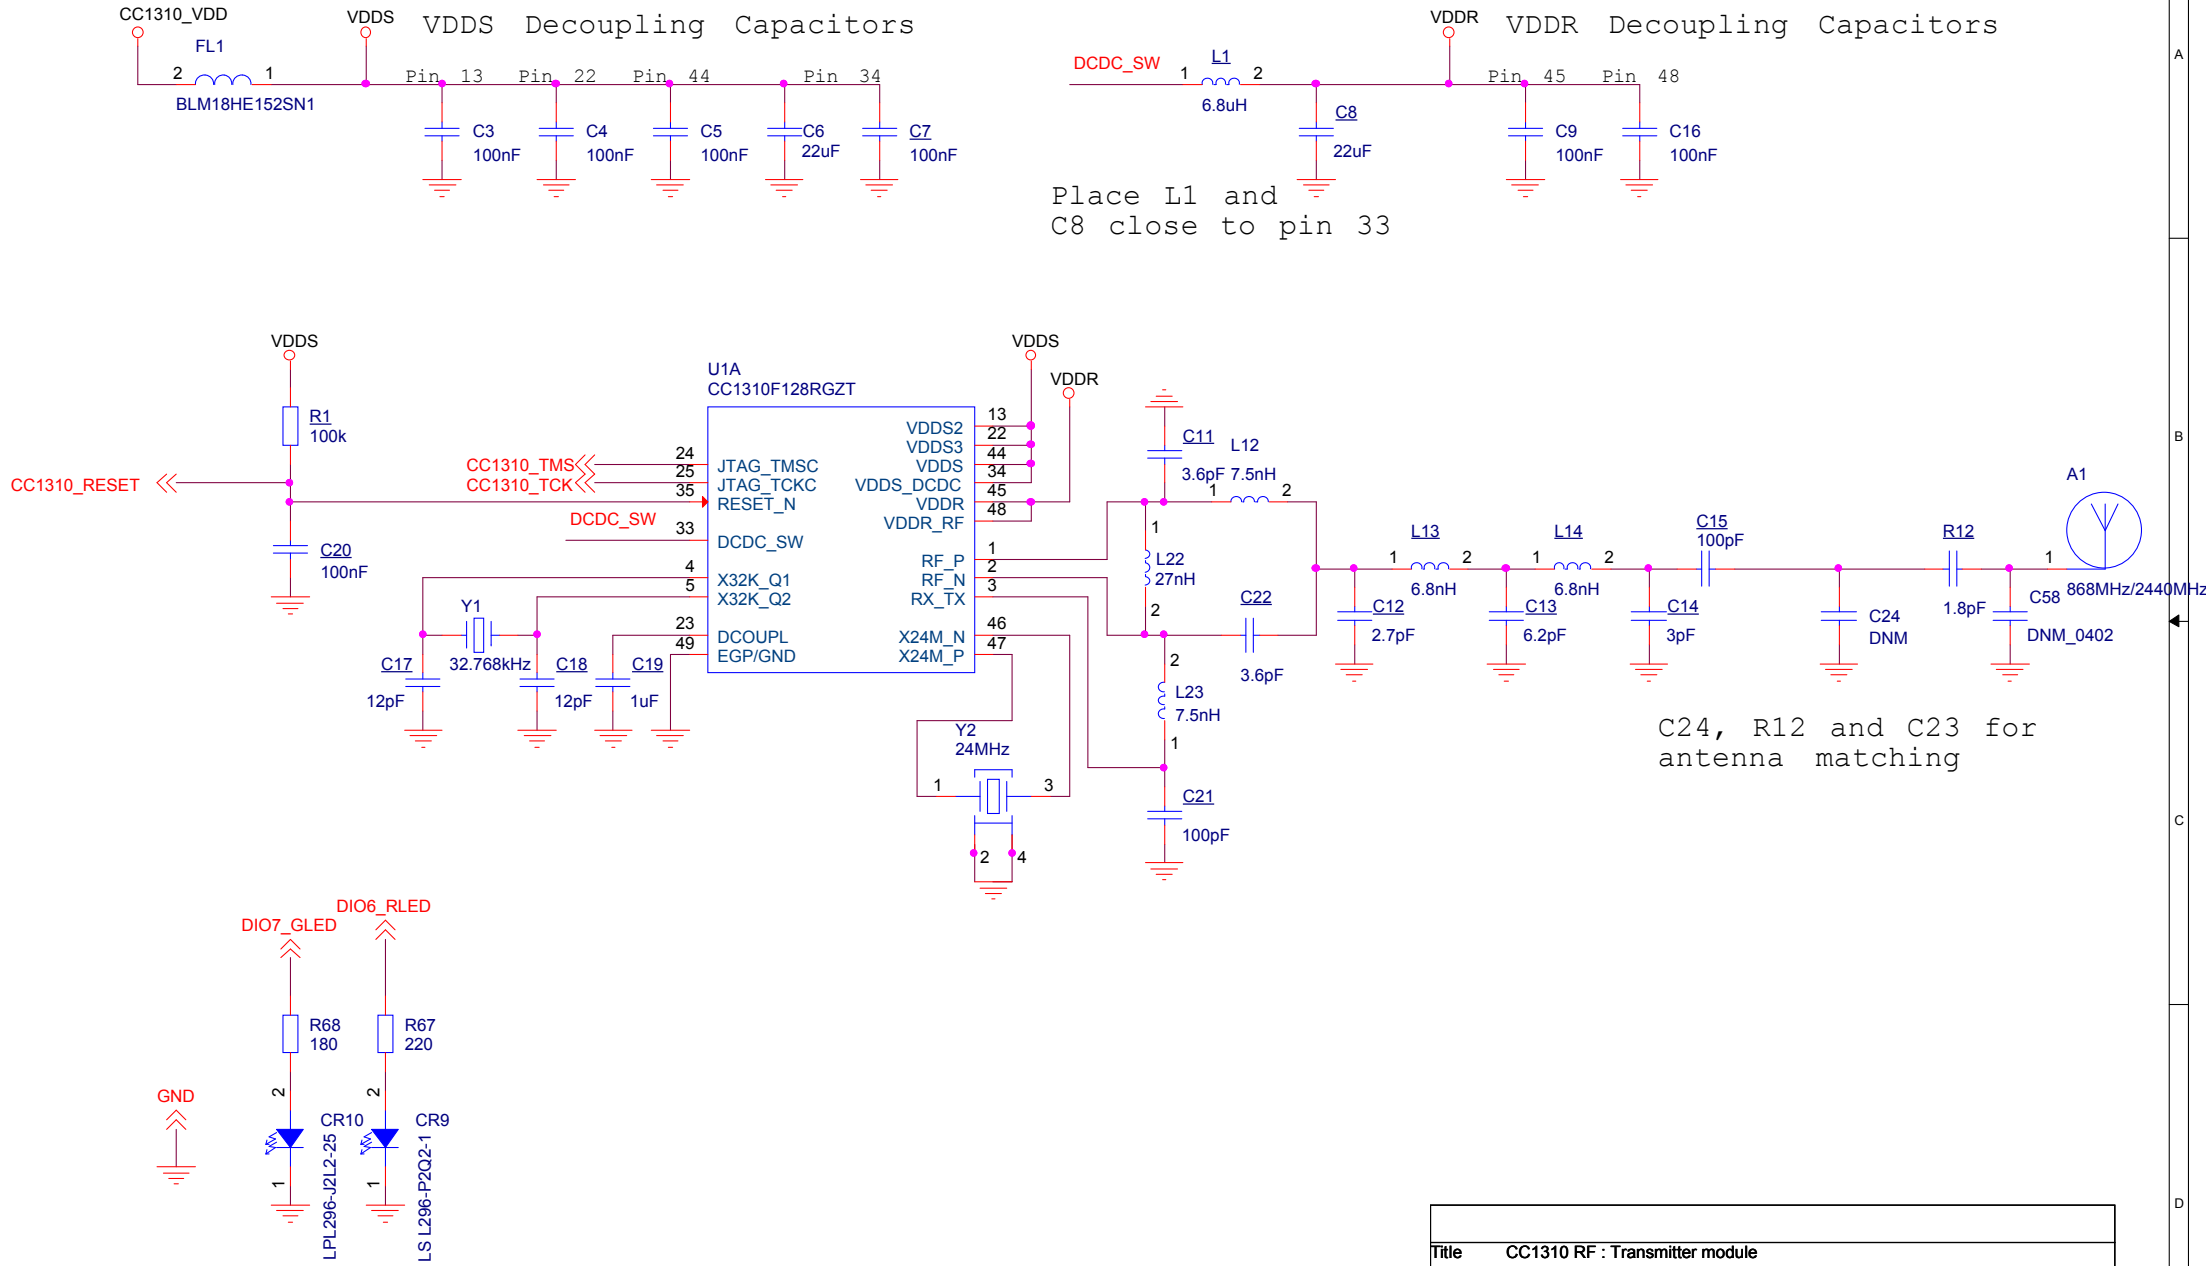 CC1310_VDD
VDDS
VDDS Decoupling Capacitors
FL1
2
1
BLM18HE152SN1
Pin 13
Pin 22
Pin 44
Pin 34
C3
100nF
C4
100nF
C5
100nF
C6
22uF
C7
100nF
VDDR
VDDR Decoupling Capacitors
DCDC_SW
L1
1
2
6.8uH
Pin 45
Pin 48
C8
22uF
C9
100nF
C16
100nF
Place L1 and
C8 close to pin 33
A
B
C
D
VDDS
R1
100k
CC1310_RESET
C20
100nF
U1A
CC1310F128RGZT
CC1310_TMS
CC1310_TCK
DCDC_SW
24
25
35
33
4
5
23
49
JTAG_TMSC
JTAG_TCKC
RESET_N
DCDC_SW
X32K_Q1
X32K_Q2
DCOUPL
EGP/GND
VDDS2
VDDS3
VDDS
VDDS_DCDC
VDDR
VDDR_RF
RF_P
RF_N
RX_TX
X24M_N
X24M_P
13
22
44
34
45
48
1
2
3
46
47
VDDS
VDDR
Y1
32.768kHz
C17
12pF
C18
12pF
C19
1uF
Y2
24MHz
1
3
2
4
C11
3.6pF
L12
7.5nH
1
2
1
L22
27nH
2
C22
3.6pF
2
L23
7.5nH
1
C21
100pF
C12
2.7pF
L13
1
2
6.8nH
C13
6.2pF
L14
1
2
6.8nH
C14
3pF
C15
100pF
C24
DNM
R12
1.8pF
C58
DNM_0402
A1
1
868MHz/2440MHz
C24, R12 and C23 for
antenna matching
DIO7_GLED
DIO6_RLED
R68
180
R67
220
GND
2
2
CR10
CR9
1
1
LPL296-J2L2-25
LS L296-P2Q2-1
Title CC1310 RF : Transmitter module